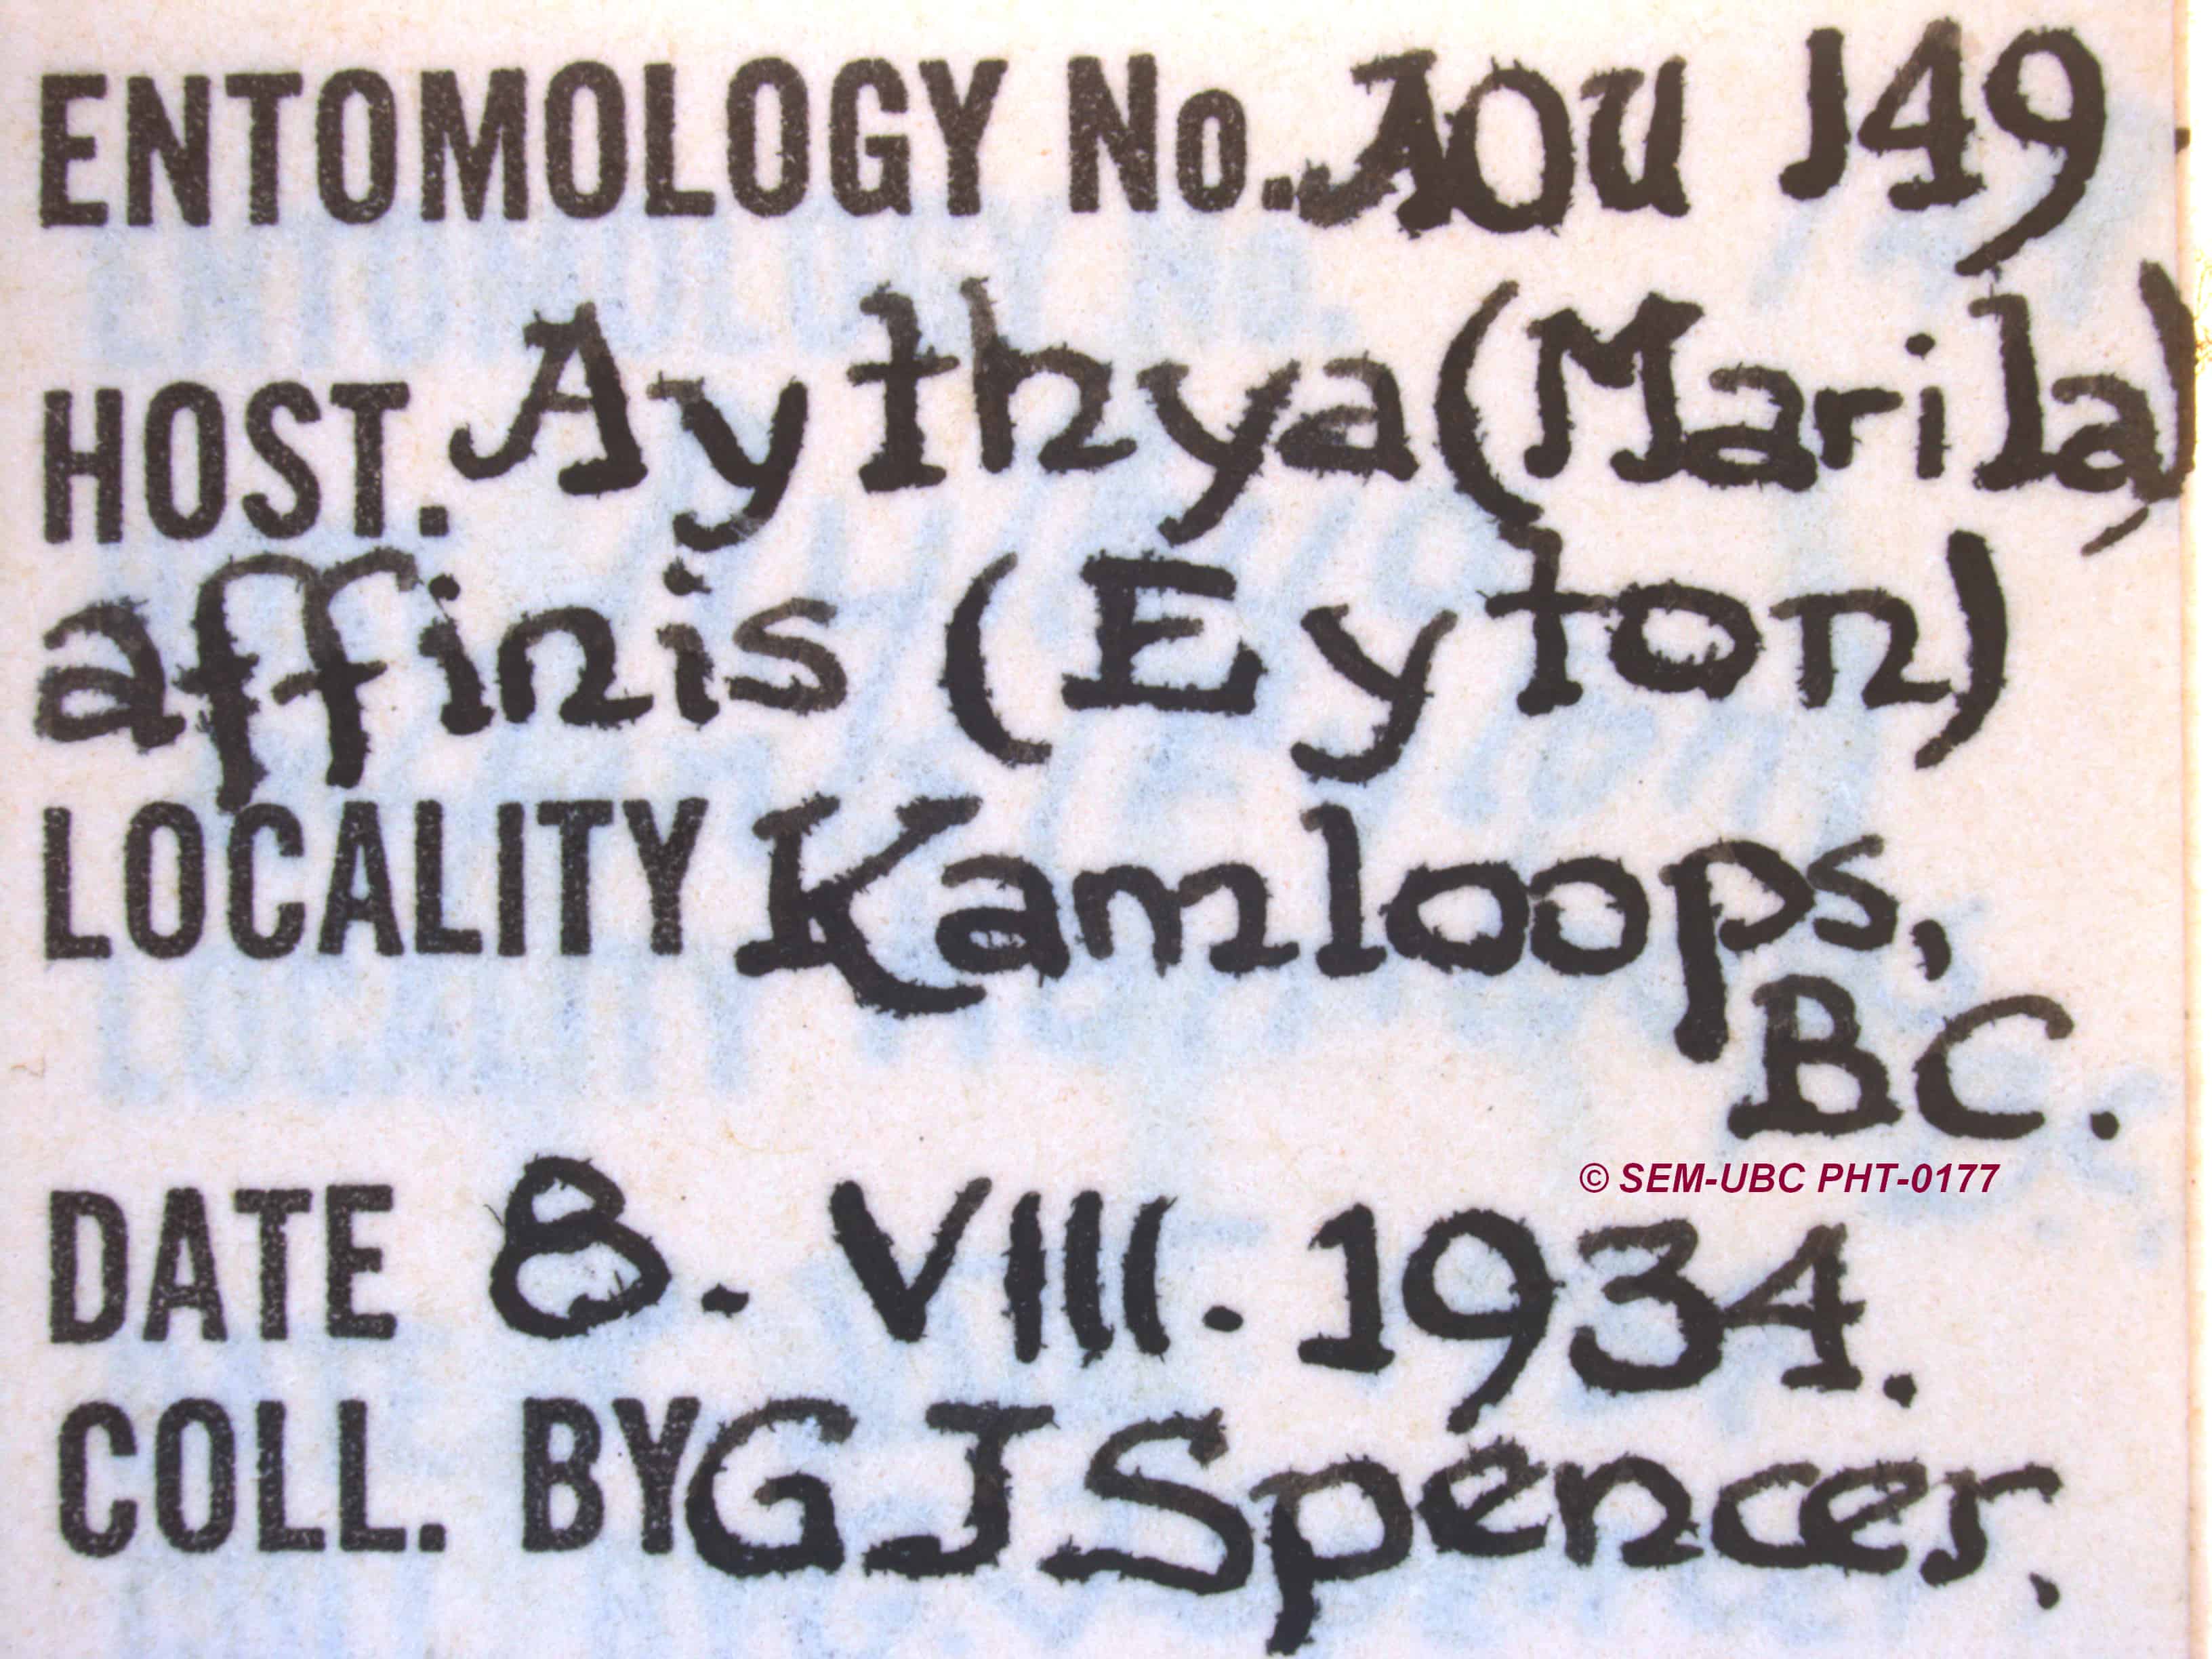 ENTOMOLOGY No. AOU 149.
HOST. Aythya (Marila)
affinis (Eyton)
LOCALITY Kamloops,
BC.
© SEM-UBC PHT-0177
DATE 8. VIII. 1934.
COLL. BY G J Spencer.